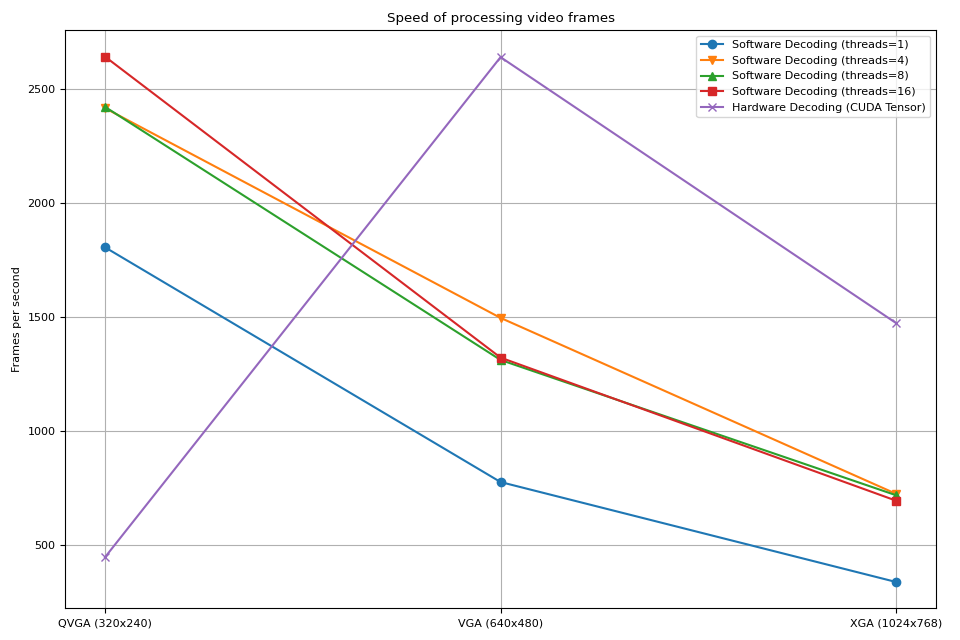 Speed of processing video frames
Software Decoding (threads=1)
Software Decoding (threads=4)
Software Decoding (threads=8)
Software Decoding (threads=16)
Hardware Decoding (CUDA Tensor)
Frames per second
2500
2000
1500
1000
500
QVGA (320x240)
VGA (640x480)
XGA (1024x768)